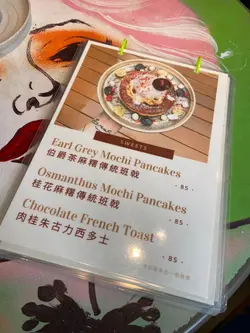 SWEETS
Earl Grey Mochi Pancakes
伯爵茶麻糬傳統班戟
- 85 -
Osmanthus Mochi Pancakes
桂花麻糬傳統班戟
- 85 -
Chocolate French Toast
肉桂朱古力西多士
- 85 -